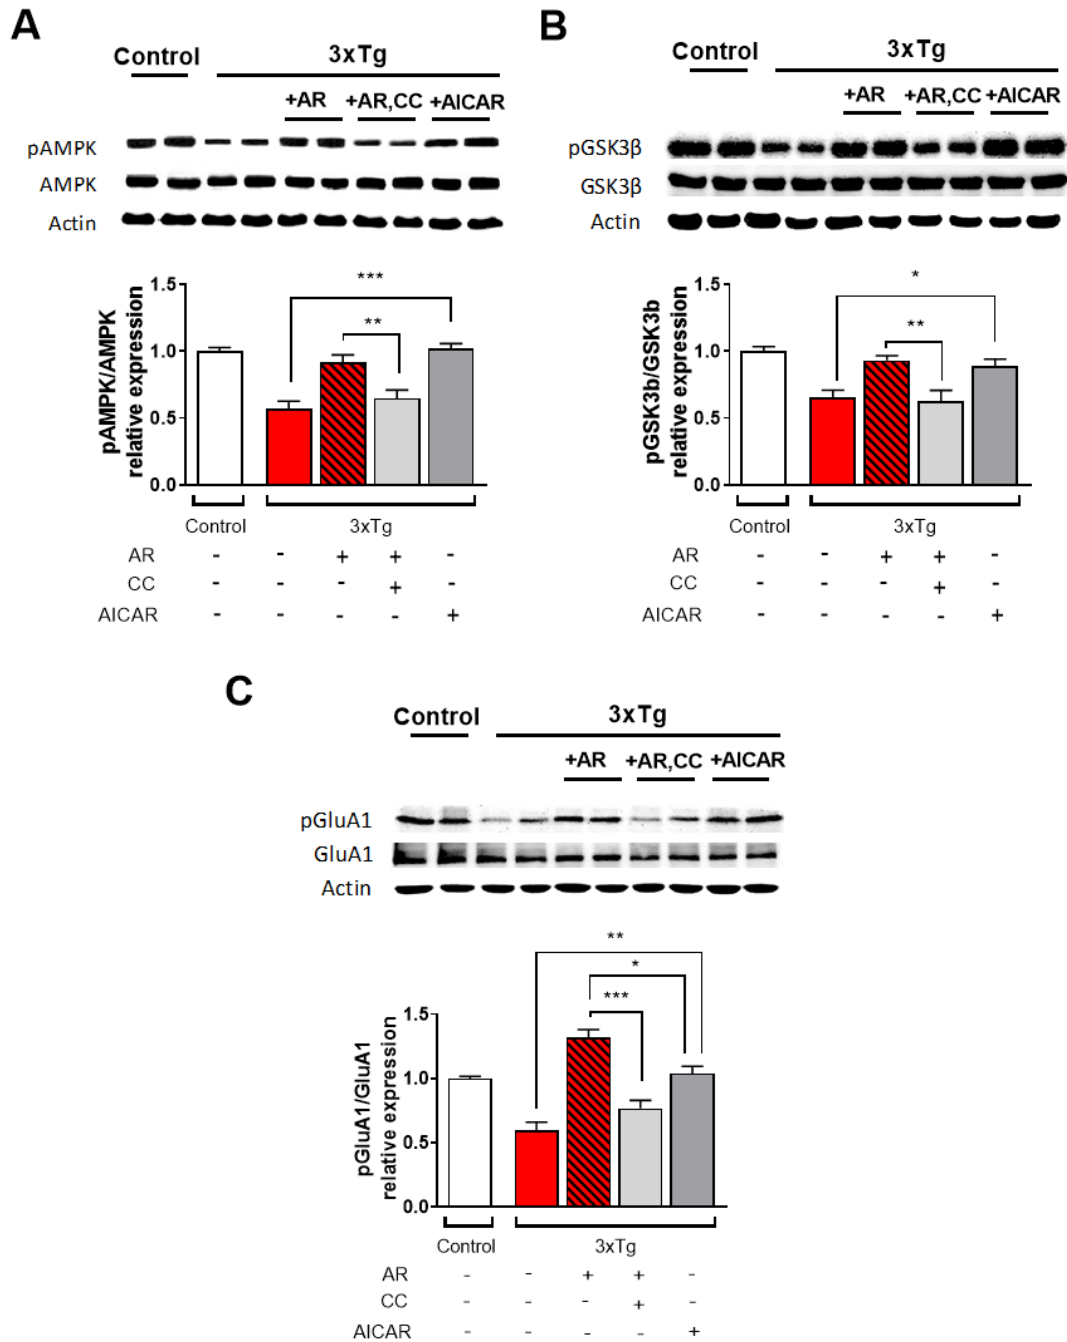 A
Control 3xTg
+AR +AR,CC +AICAR
pAMPK
AMPK
Actin
pAMPK/AMPK
relative expression
1.5
1.0
0.5
0.0
***
**
Control 3xTg
AR - - + + -
CC - - - + -
AICAR - - - - +
B
Control 3xTg
+AR +AR,CC +AICAR
pGSK3β
GSK3β
Actin
pGSK3b/GSK3b
relative expression
1.5
1.0
0.5
0.0
*
**
Control 3xTg
AR - - + + -
CC - - - + -
AICAR - - - - +
C
Control 3xTg
+AR +AR,CC +AICAR
pGluA1
GluA1
Actin
pGluA1/GluA1
relative expression
1.5
1.0
0.5
0.0
**
*
***
Control 3xTg
AR - - + + -
CC - - - + -
AICAR - - - - +